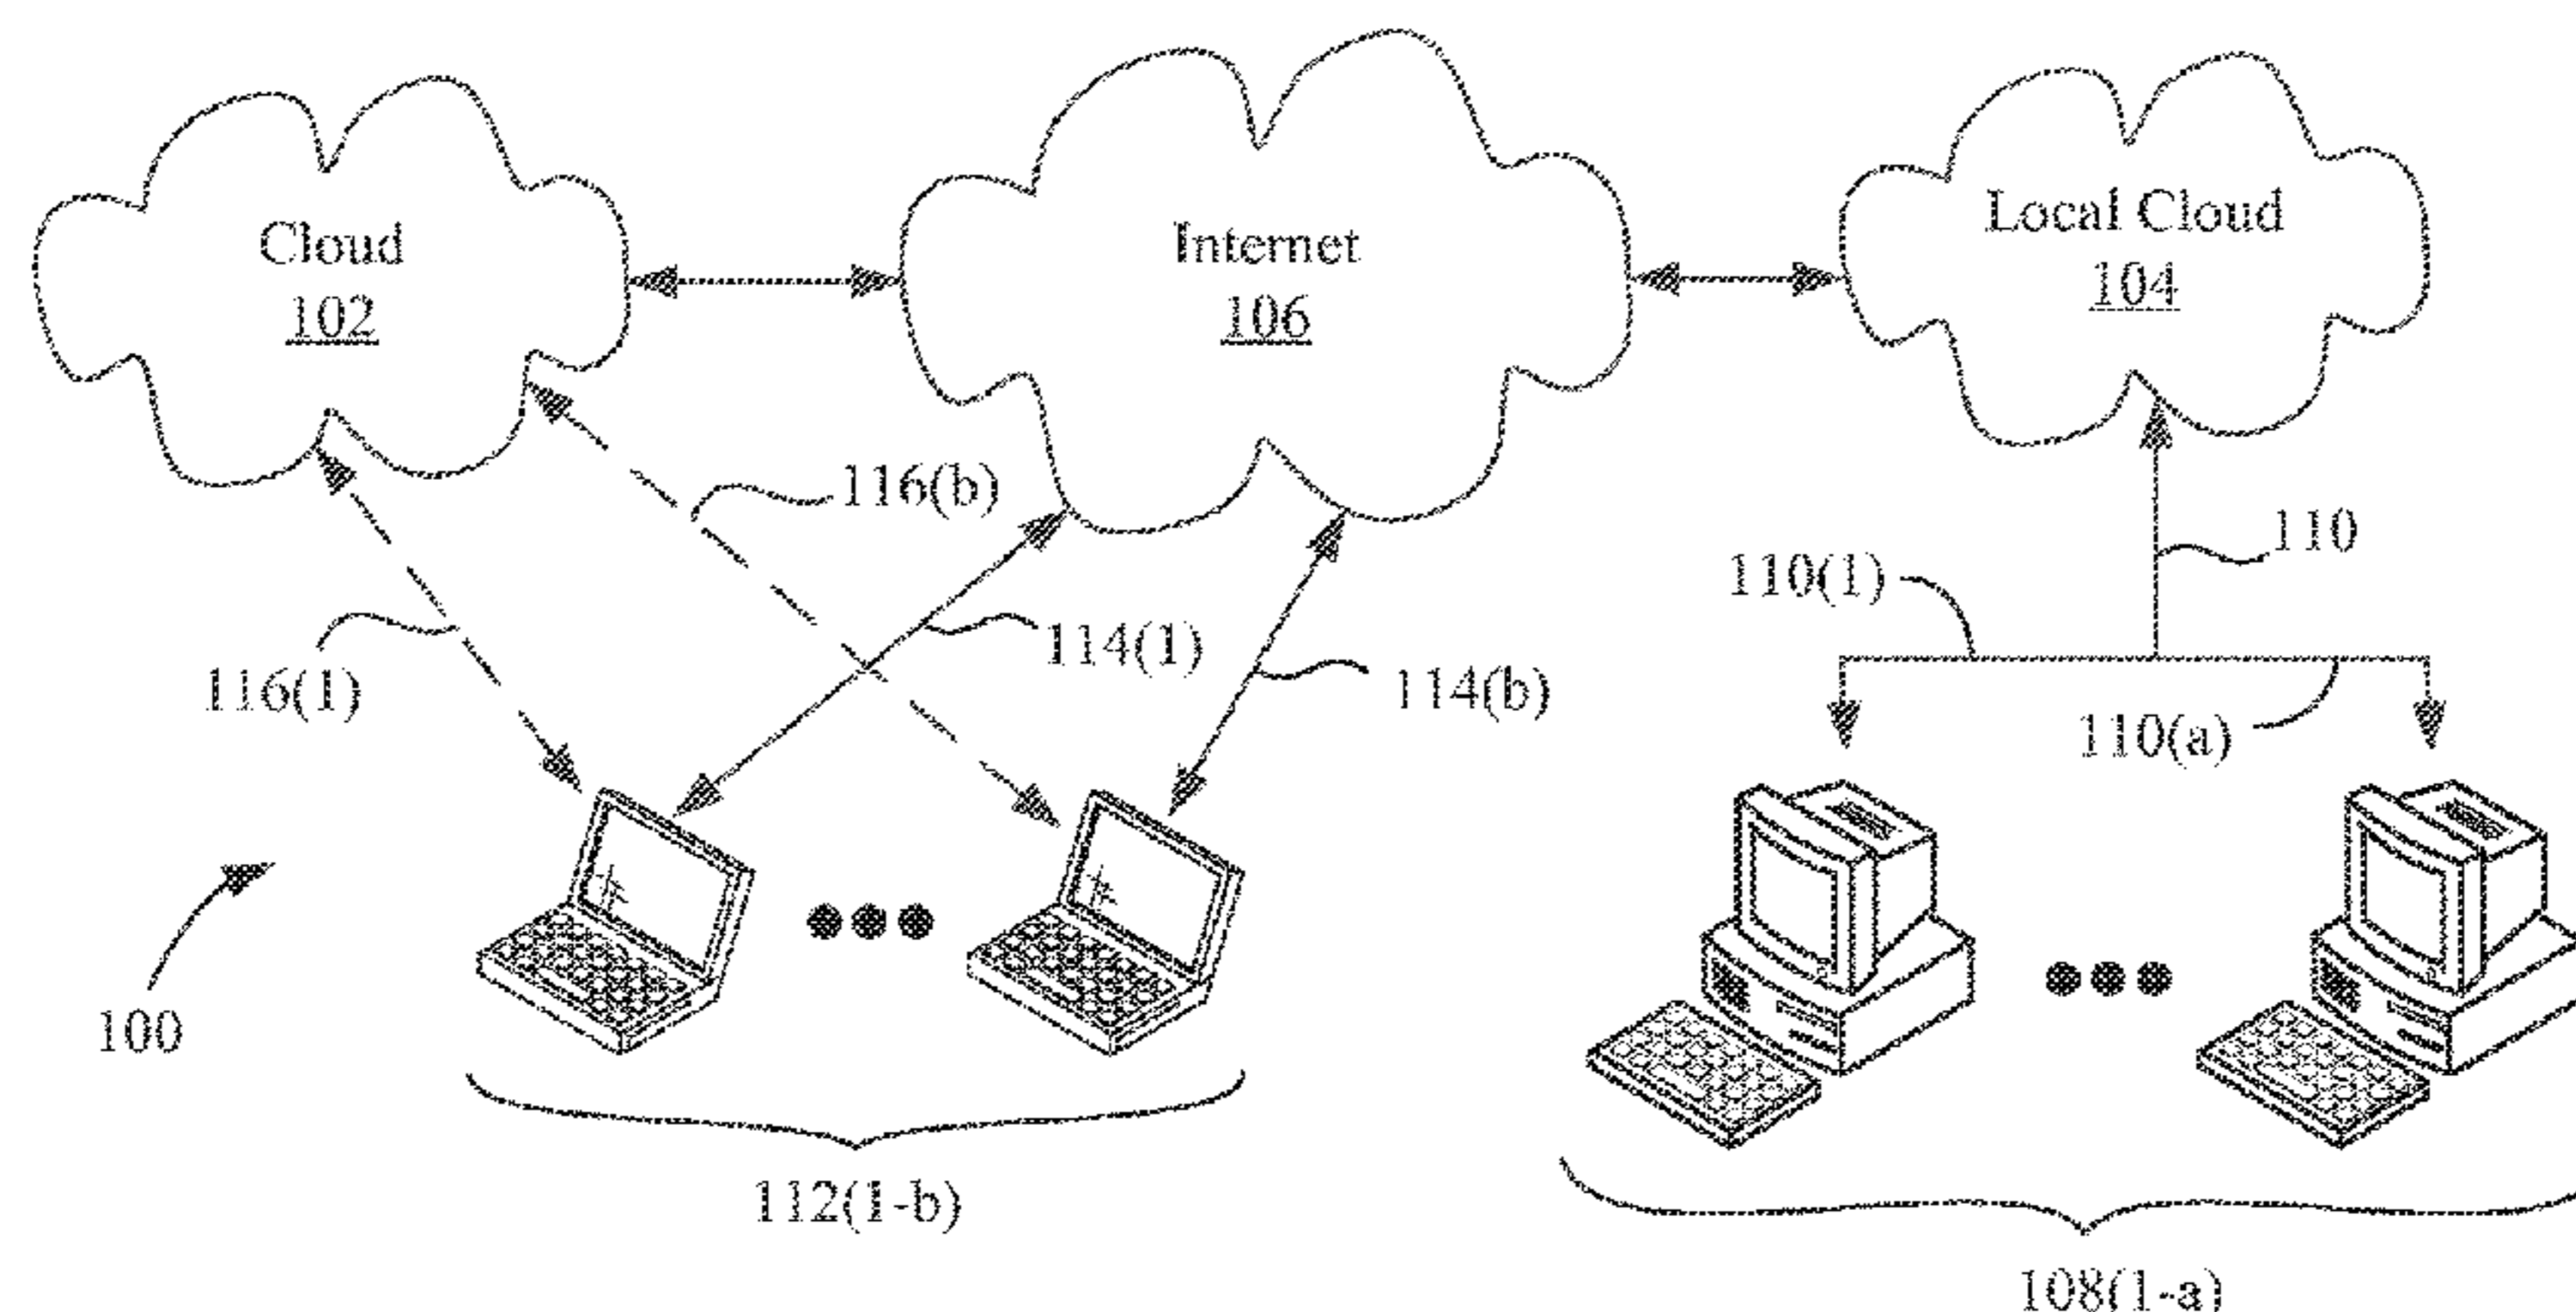 Cloud
102
Internet
106
Local Cloud
104
116(b)
110
110(1)
114(1)
116(1)
114(b)
110(a)
100
112(1-b)
108(1-a)